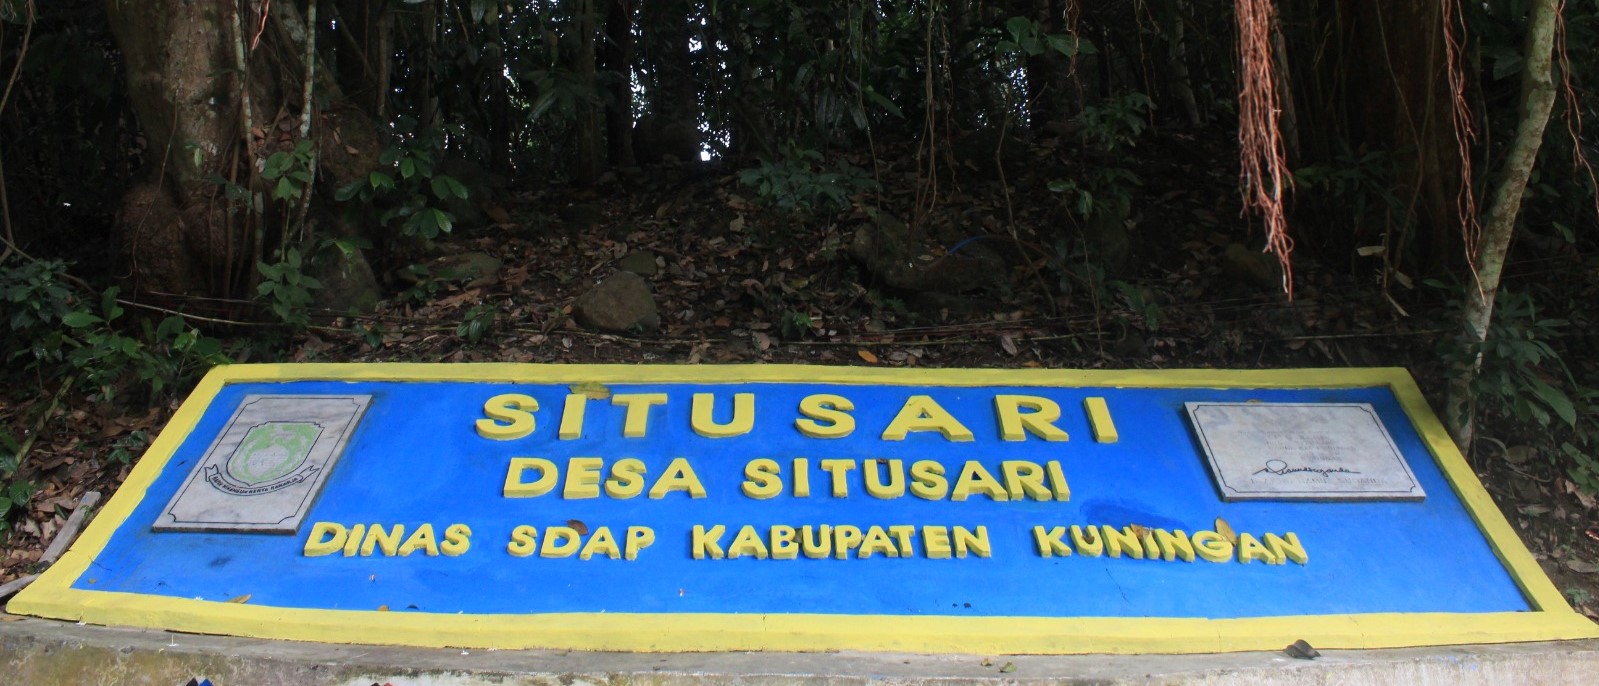 SITUSARI
DESA SITUSARI
DINAS SDAP KABUPATEN KUNINGAN